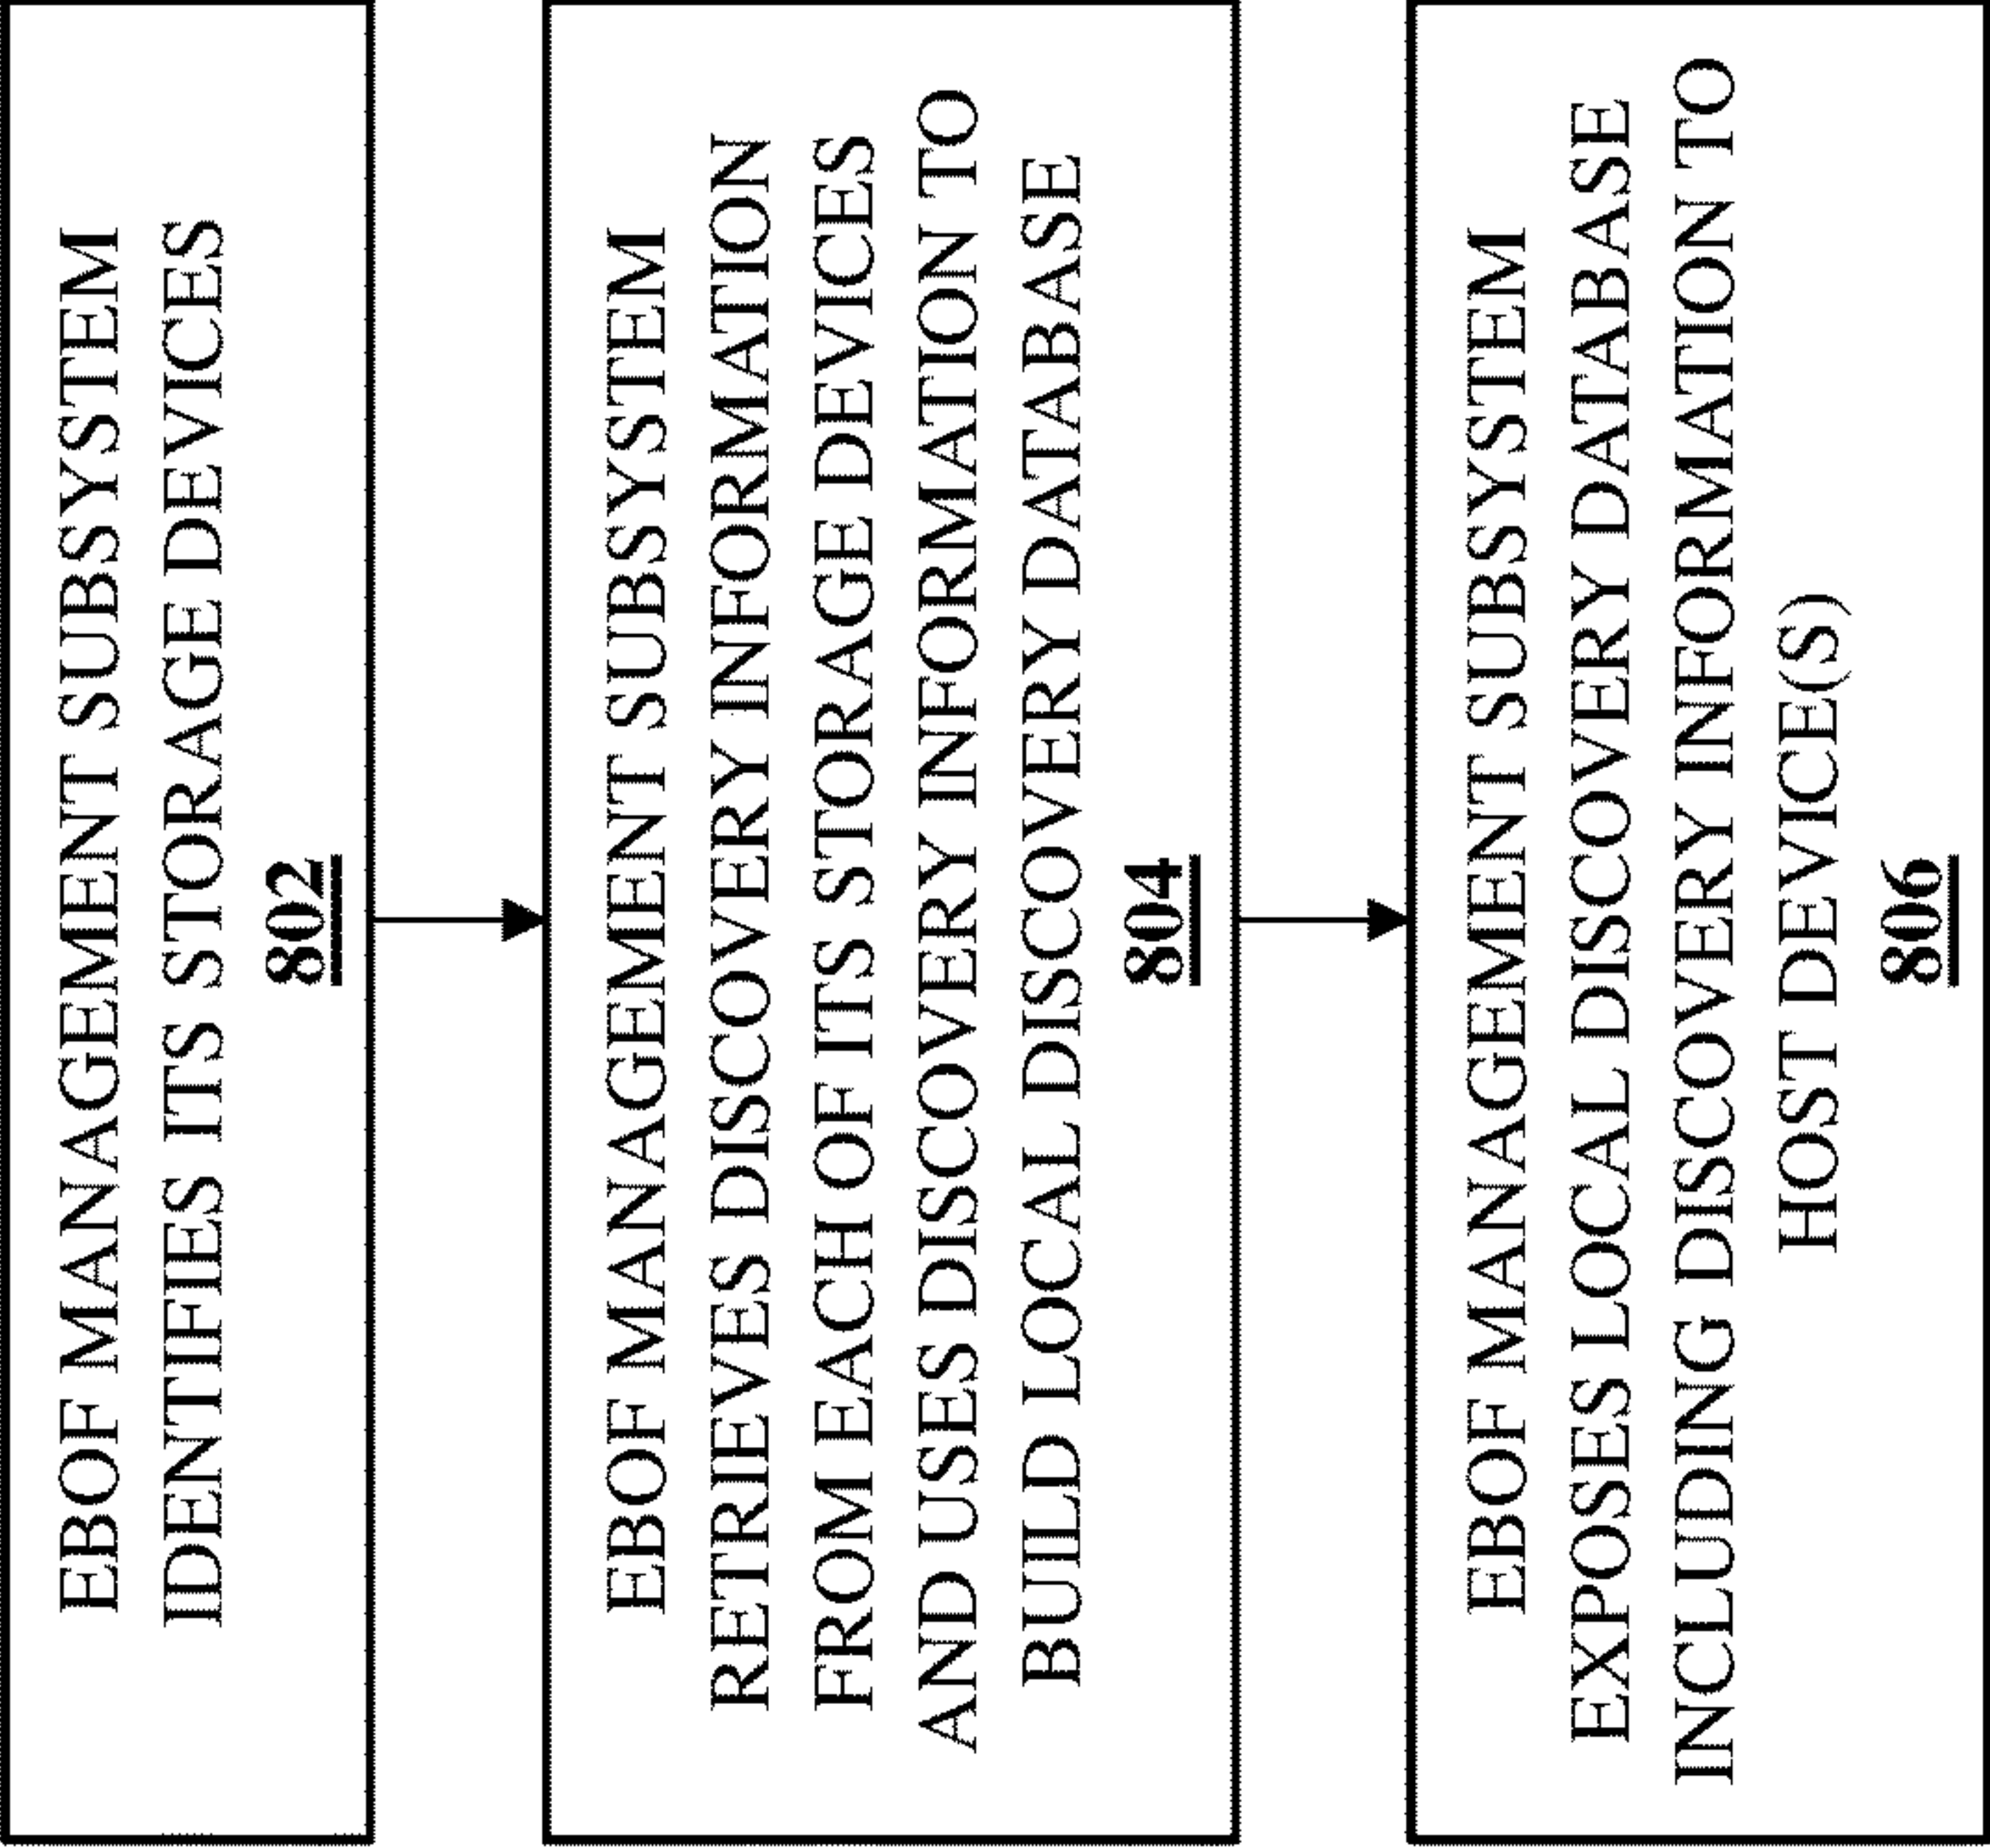 EBOF MANAGEMENT SUBSYSTEM
IDENTIFIES ITS STORAGE DEVICES
802
EBOF MANAGEMENT SUBSYSTEM
RETRIEVES DISCOVERY INFORMATION
FROM EACH OF ITS STORAGE DEVICES
AND USES DISCOVERY INFORMATION TO
BUILD LOCAL DISCOVERY DATABASE
804
EBOF MANAGEMENT SUBSYSTEM
EXPOSES LOCAL DISCOVERY DATABASE
INCLUDING DISCOVERY INFORMATION TO
HOST DEVICE(S)
806